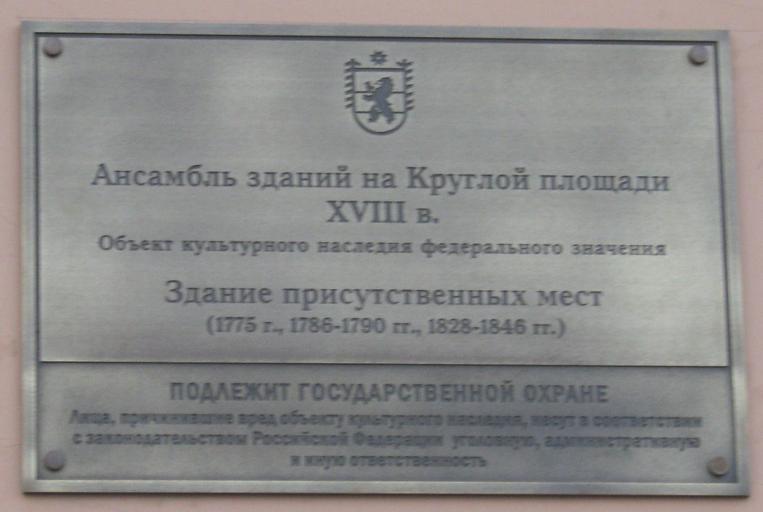 Ансамбль зданий на Круглой площади
XVIII в.
Объект культурного наследия федерального значения
Здание присутственных мест
(1775 г., 1786-1790 гг., 1828-1846 гг.)
ПОДЛЕЖИТ ГОСУДАРСТВЕННОЙ ОХРАНЕ
Лица, причинившие вред объекту культурного наследия, несут в соответствии
с законодательством Российской Федерации уголовную, административную
и иную ответственность